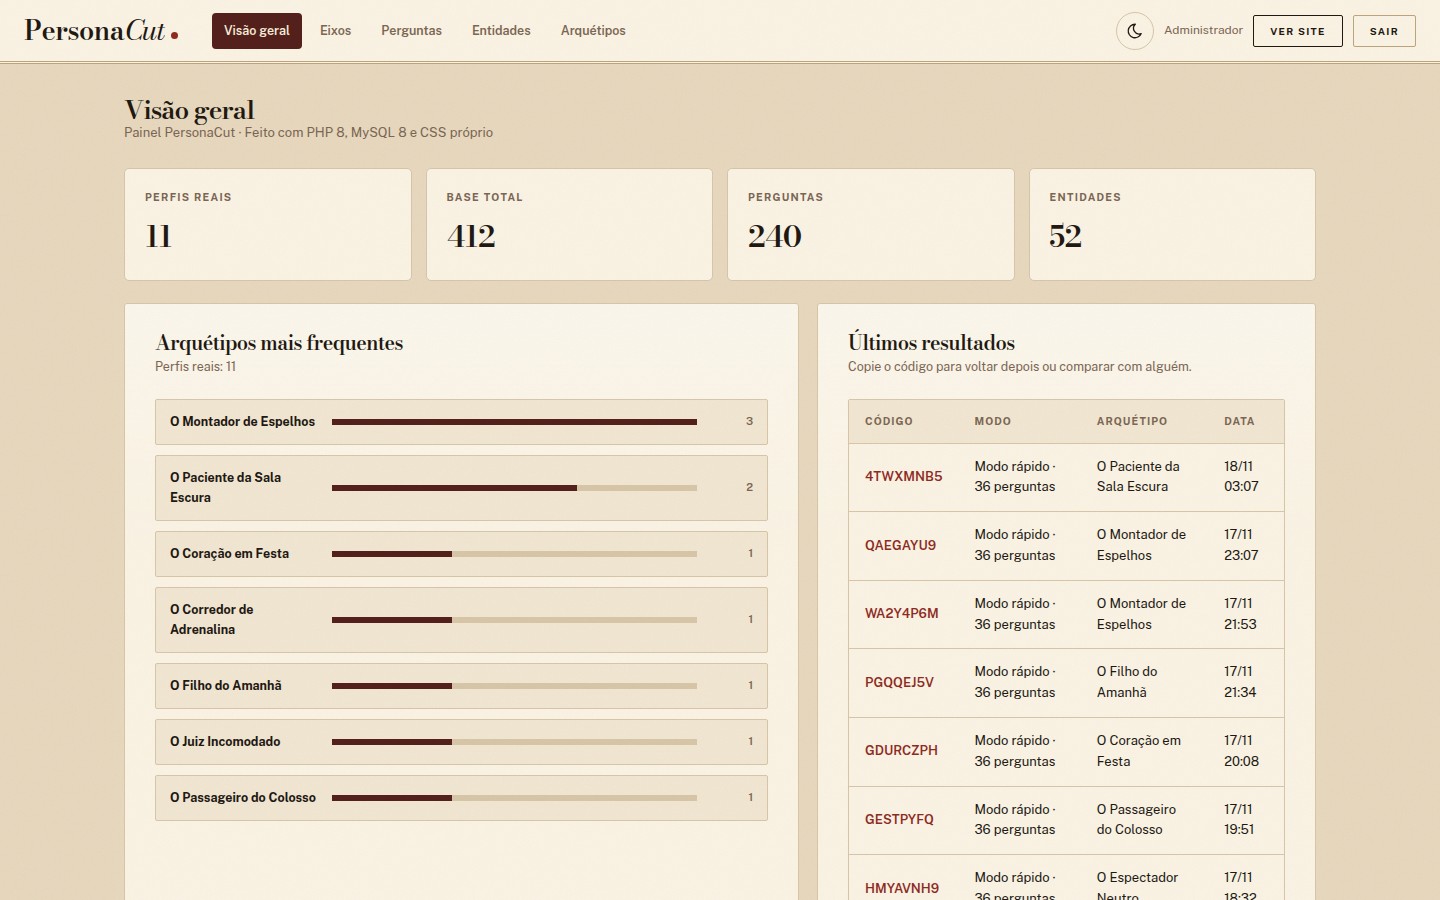 PersonaCut
Visão geral
Eixos
Perguntas
Entidades
Arquétipos
Administrador
VER SITE
SAIR
Visão geral
Painel PersonaCut · Feito com PHP 8, MySQL 8 e CSS próprio
PERFIS REAIS
11
BASE TOTAL
412
PERGUNTAS
240
ENTIDADES
52
Arquétipos mais frequentes
Perfis reais: 11
O Montador de Espelhos
3
O Paciente da Sala
Escura
2
O Coração em Festa
1
O Corredor de
Adrenalina
1
O Filho do Amanhã
1
O Juiz Incomodado
1
O Passageiro do Colosso
1
Últimos resultados
Copie o código para voltar depois ou comparar com alguém.
CÓDIGO MODO ARQUÉTIPO DATA
4TWXMNB5
Modo rápido ·
36 perguntas
O Paciente da
Sala Escura
18/11
03:07
QAEGAYU9
Modo rápido ·
36 perguntas
O Montador de
Espelhos
17/11
23:07
WA2Y4P6M
Modo rápido ·
36 perguntas
O Montador de
Espelhos
17/11
21:53
PGQQEJ5V
Modo rápido ·
36 perguntas
O Filho do
Amanhã
17/11
21:34
GDURCZPH
Modo rápido ·
36 perguntas
O Coração em
Festa
17/11
20:08
GESTPYFQ
Modo rápido ·
36 perguntas
O Passageiro
do Colosso
17/11
19:51
HMYAVNH9
Modo rápido ·
36 perguntas
O Espectador
Neutro
17/11
18:32